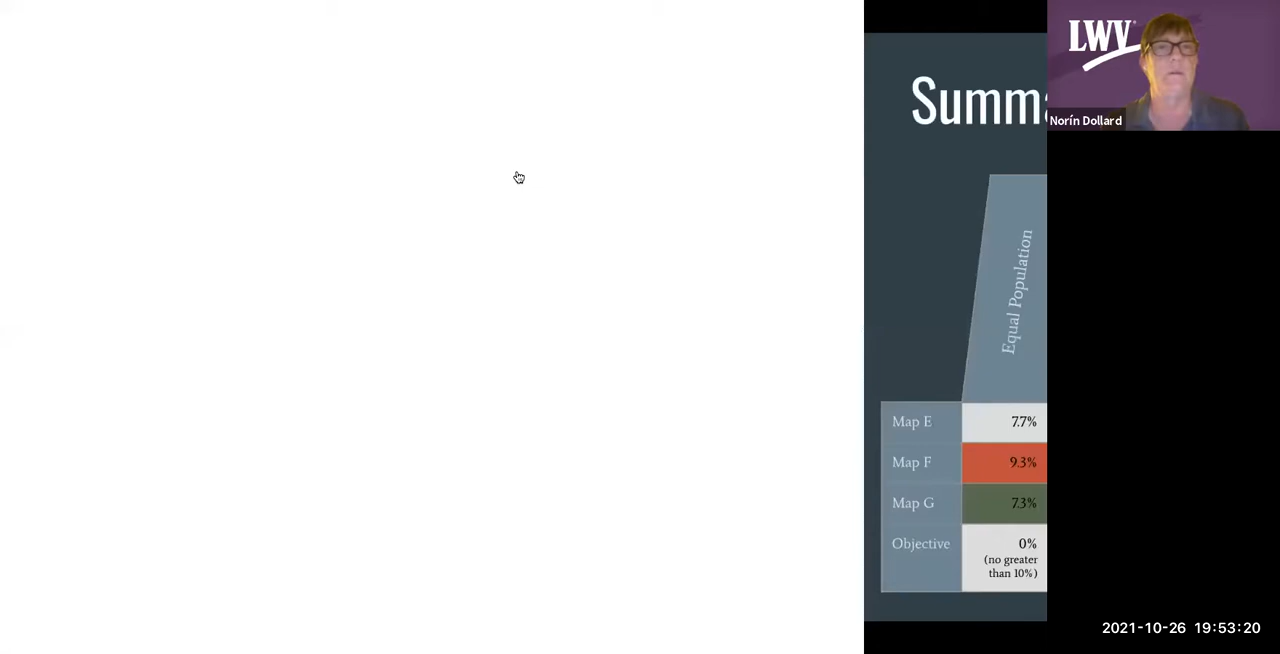 LWV
Norín Dollard
Summa
Equal Population
Map E 7.7%
Map F 9.3%
Map G 7.3%
Objective 0%
(no greater
than 10%)
2021-10-26 19:53:20